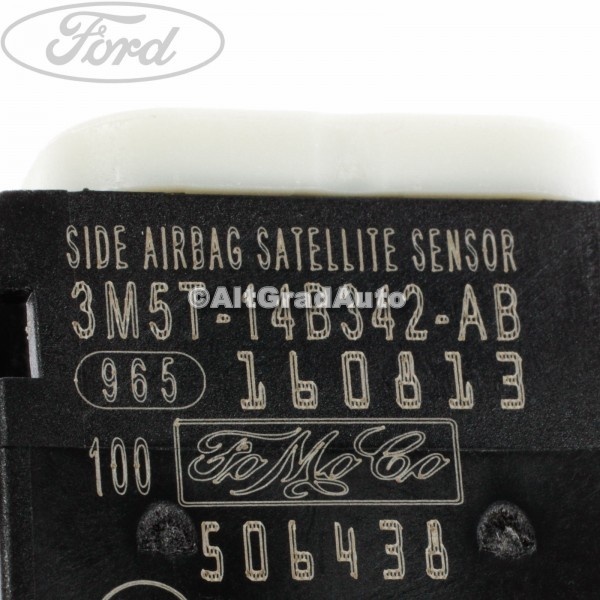 Ford
SIDE AIRBAG SATELLITE SENSOR
©AltGradAuto
3M5T-14B342-AB
965 160813
100 FoMoCo
506438